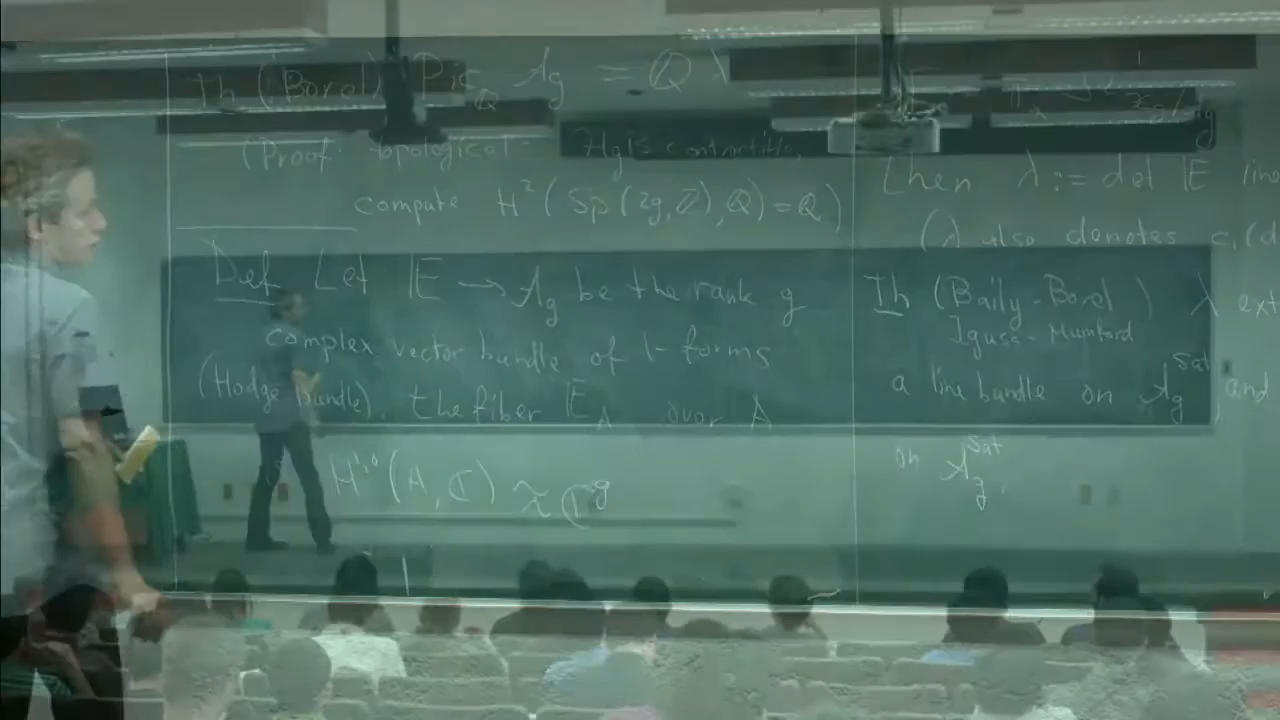 Th (Borel) Pic_Q A_g = Q λ
(Proof topological - H_g is contractible,
compute H²(Sp(2g,Z),Q)=Q)
Def Let E → A_g be the rank g
complex vector bundle of 1-forms
(Hodge bundle). the fiber E_A over A
H^{1,0}(A,C) ≈ C^g
Then λ:= det E line
(λ also denotes c₁(d
Th (Baily-Borel) λ ext
Igusa-Mumford
a line bundle on A_g^{Sat}, and
on A_g^{Sat}.